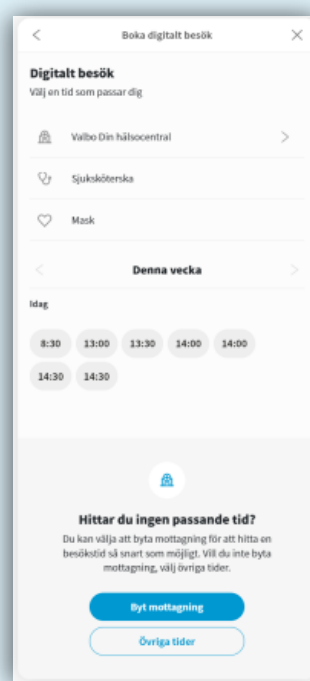 Boka digitalt besök
Digitalt besök
Välj en tid som passar dig
Valbo Din hälsocentral
Sjuksköterska
Mask
Denna vecka
Idag
8:30 13:00 13:30 14:00 14:00
14:30 14:30
Hittar du ingen passande tid?
Du kan välja att byta mottagning för att hitta en
besökstid så snart som möjligt. Vill du inte byta
mottagning, välj övriga tider.
Byt mottagning
Övriga tider